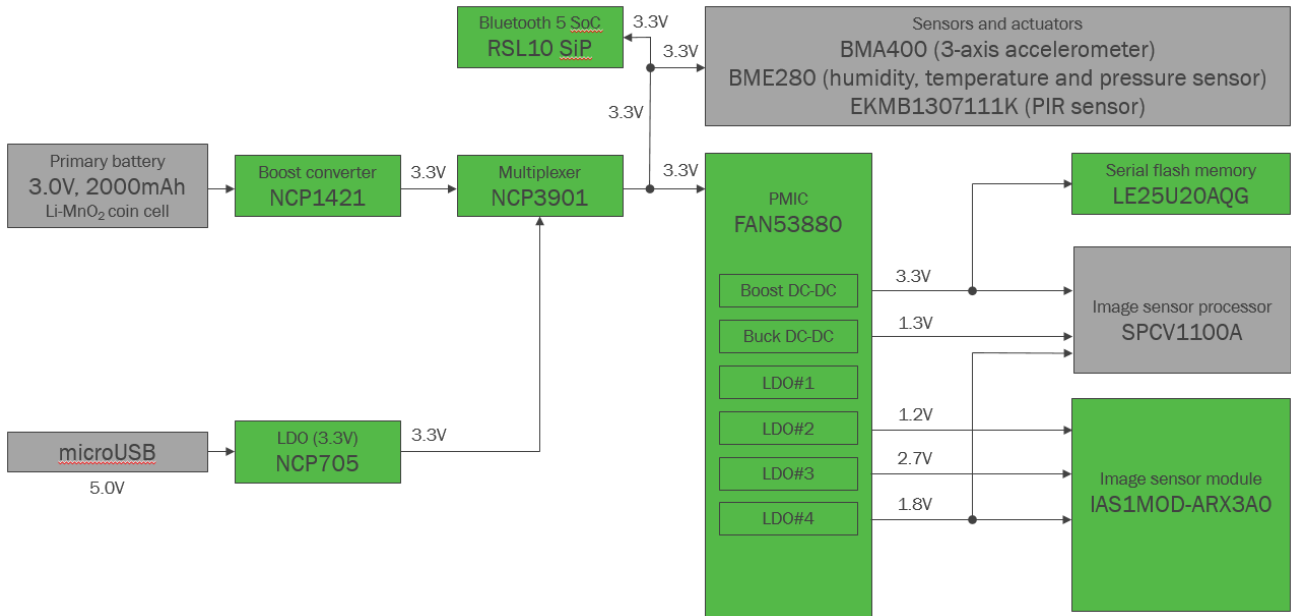 Bluetooth 5 SoC
RSL10 SiP
3.3V
3.3V
3.3V
Sensors and actuators
BMA400 (3-axis accelerometer)
BME280 (humidity, temperature and pressure sensor)
EKMB1307111K (PIR sensor)
Primary battery
3.0V, 2000mAh
Li-MnO₂ coin cell
Boost converter
NCP1421
3.3V
Multiplexer
NCP3901
3.3V
PMIC
FAN53880
Boost DC-DC
Buck DC-DC
LDO#1
LDO#2
LDO#3
LDO#4
3.3V
1.3V
1.2V
2.7V
1.8V
Serial flash memory
LE25U20AQG
Image sensor processor
SPCV1100A
Image sensor module
IAS1MOD-ARX3A0
microUSB
5.0V
LDO (3.3V)
NCP705
3.3V